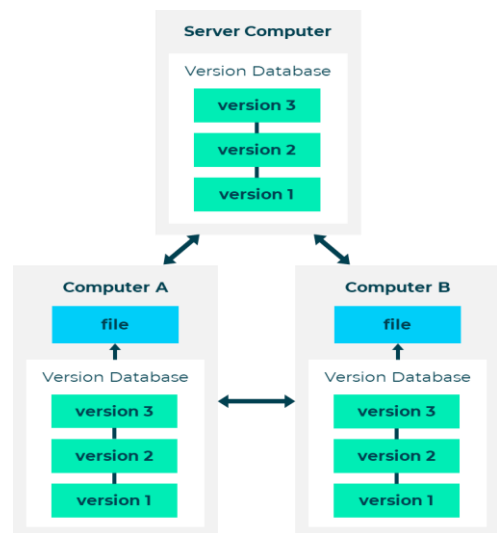 Server Computer
Version Database
version 3
version 2
version 1
Computer A
file
Version Database
version 3
version 2
version 1
Computer B
file
Version Database
version 3
version 2
version 1